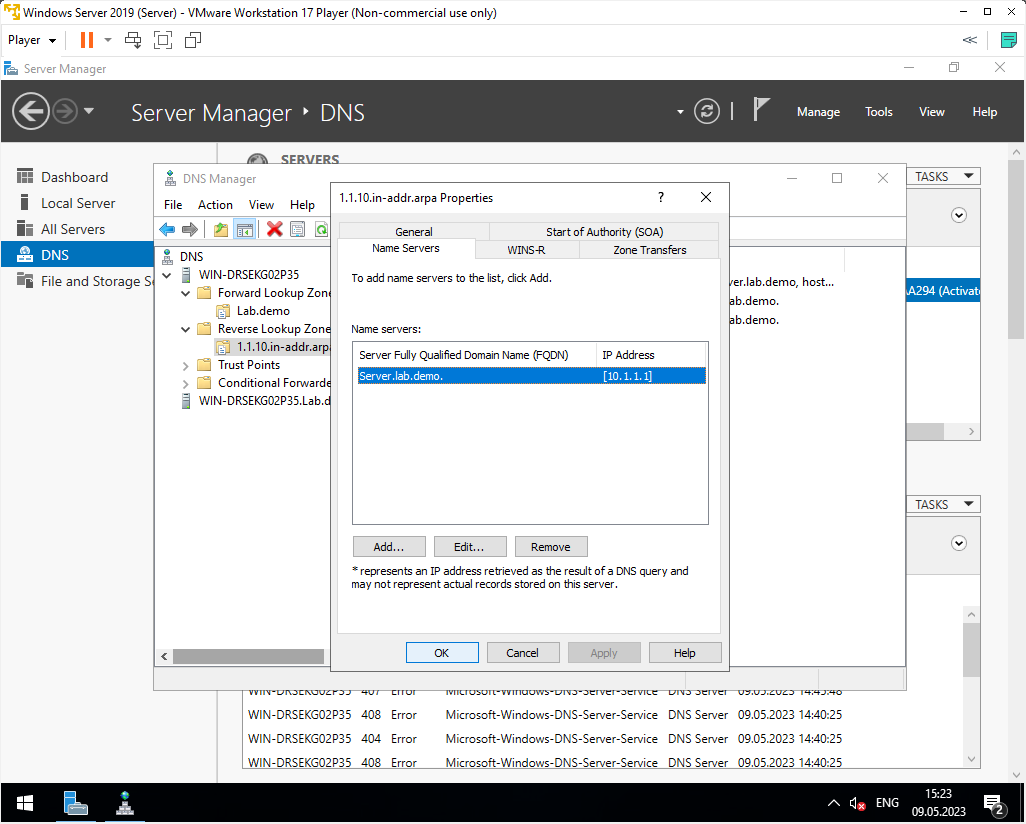 Windows Server 2019 (Server) - VMware Workstation 17 Player (Non-commercial use only)
Player
Server Manager
Server Manager DNS
Manage Tools View Help
Dashboard
Local Server
All Servers
DNS
File and Storage
SERVERS
TASKS
DNS Manager
File Action View Help
DNS
WIN-DRSEKG02P35
Forward Lookup Zone
Lab.demo
Reverse Lookup Zone
1.1.10.in-addr.arpa
Trust Points
Conditional Forwarde
WIN-DRSEKG02P35.Lab.d
1.1.10.in-addr.arpa Properties
?
General Start of Authority (SOA)
Name Servers WINS-R Zone Transfers
To add name servers to the list, click Add.
Name servers:
Server Fully Qualified Domain Name (FQDN) IP Address
Server.lab.demo. [10.1.1.1]
Add... Edit... Remove
* represents an IP address retrieved as the result of a DNS query and
may not represent actual records stored on this server.
OK Cancel Apply Help
ver.lab.demo, host...
ab.demo.
ab.demo.
A294 (Activat
TASKS
WIN-DRSEKG02P35 407 Error Microsoft-Windows-DNS-Server-Service DNS Server 09.05.2023 14:45:48
WIN-DRSEKG02P35 408 Error Microsoft-Windows-DNS-Server-Service DNS Server 09.05.2023 14:40:25
WIN-DRSEKG02P35 404 Error Microsoft-Windows-DNS-Server-Service DNS Server 09.05.2023 14:40:25
WIN-DRSEKG02P35 408 Error Microsoft-Windows-DNS-Server-Service DNS Server 09.05.2023 14:40:25
ENG
15:23
09.05.2023
2